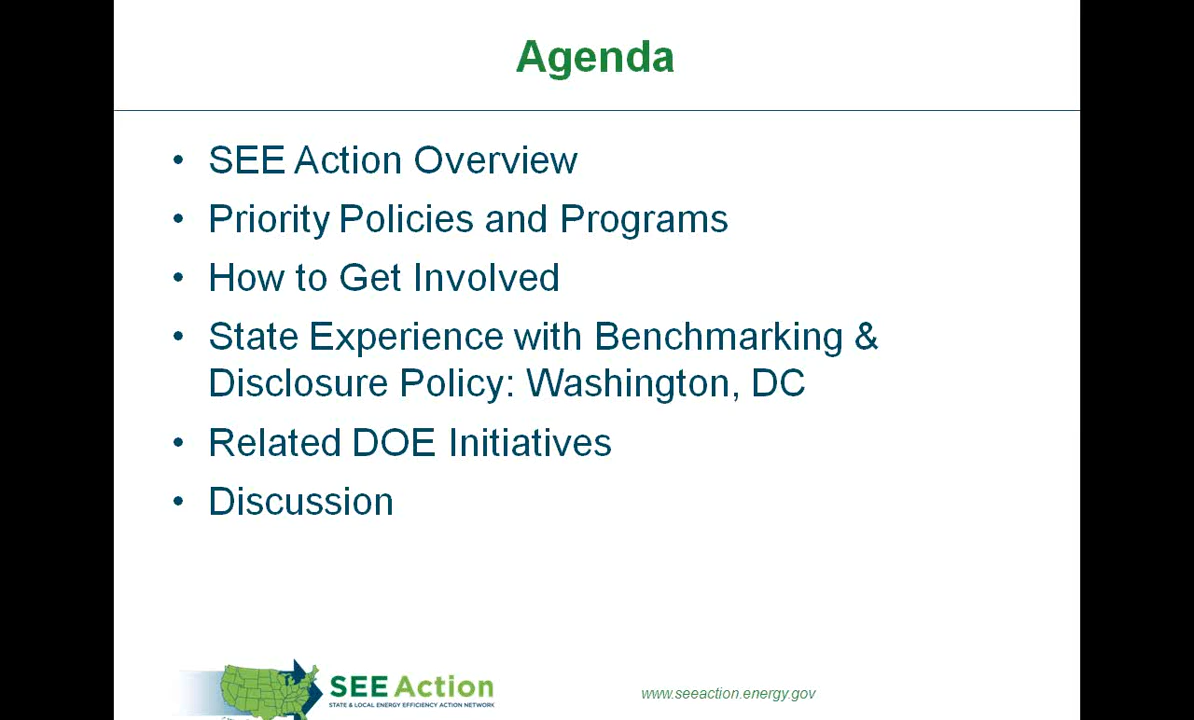 Agenda
• SEE Action Overview
• Priority Policies and Programs
• How to Get Involved
• State Experience with Benchmarking &
Disclosure Policy: Washington, DC
• Related DOE Initiatives
• Discussion
SEE Action
STATE & LOCAL ENERGY EFFICIENCY ACTION NETWORK
www.seeaction.energy.gov